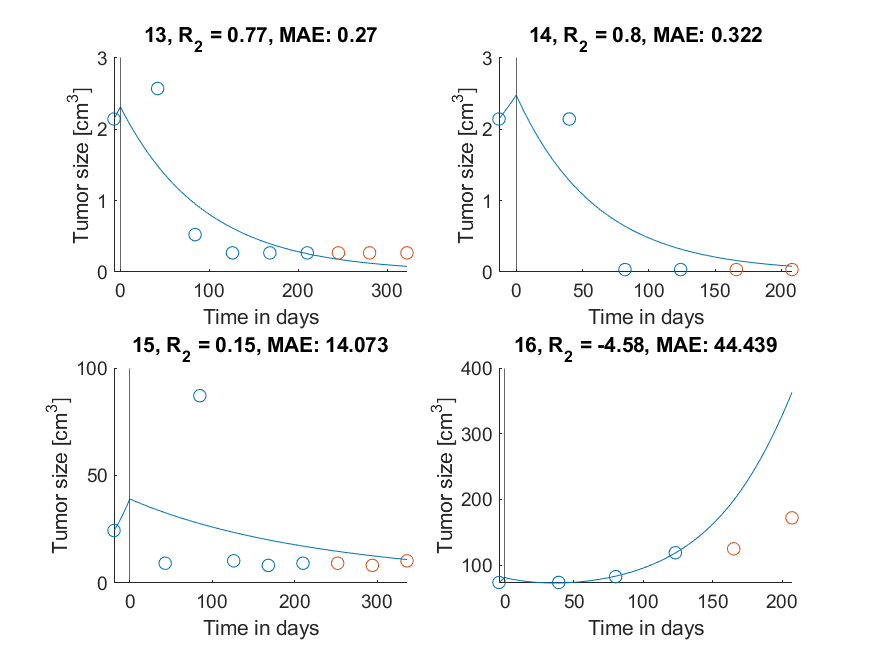 13, R2 = 0.77, MAE: 0.27
3
2
1
0
Tumor size [cm3]
0 100 200 300
Time in days
14, R2 = 0.8, MAE: 0.322
3
2
1
0
Tumor size [cm3]
0 50 100 150 200
Time in days
15, R2 = 0.15, MAE: 14.073
100
50
0
Tumor size [cm3]
0 100 200 300
Time in days
16, R2 = -4.58, MAE: 44.439
400
300
200
100
Tumor size [cm3]
0 50 100 150 200
Time in days